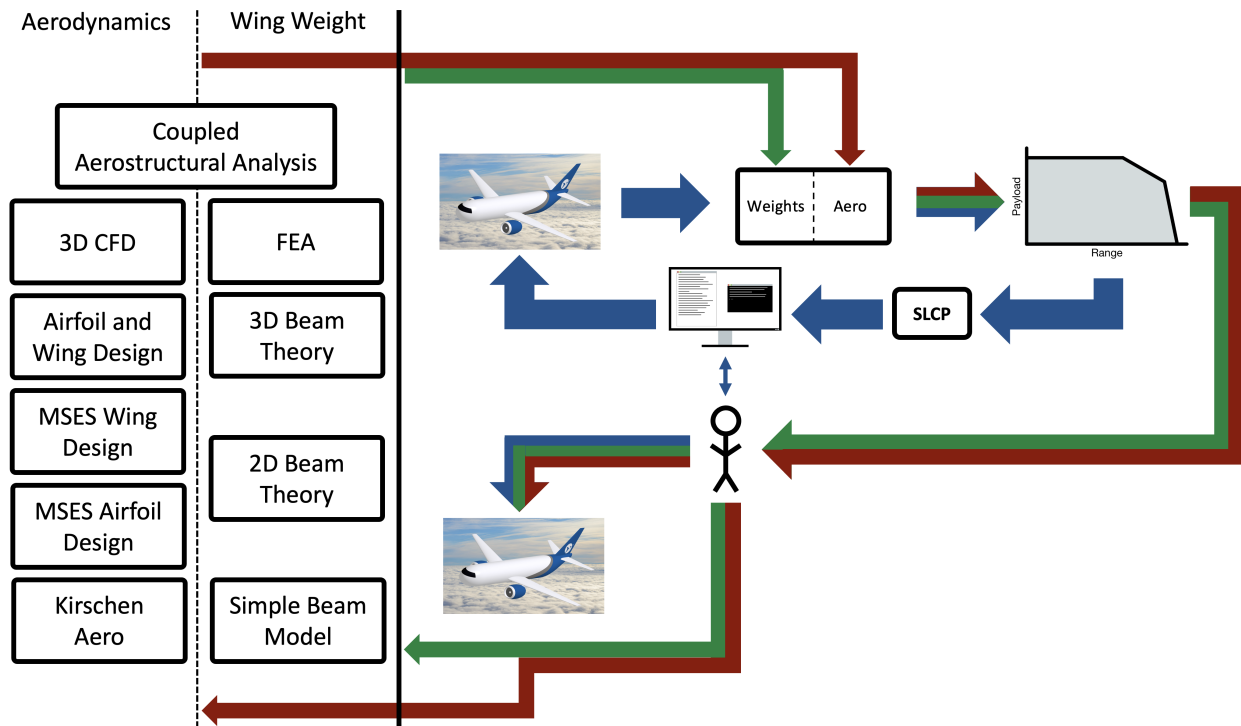 Aerodynamics
Wing Weight
Coupled
Aerostructural Analysis
3D CFD
FEA
Airfoil and
Wing Design
3D Beam
Theory
MSES Wing
Design
2D Beam
Theory
MSES Airfoil
Design
Kirschen
Aero
Simple Beam
Model
Weights
Aero
Payload
Range
SLCP